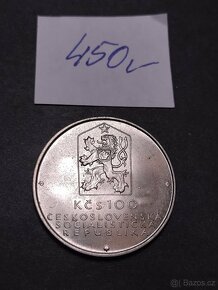 450,-
KČS 100
ČESKOSLOVENSKÁ
SOCIALISTICKÁ
REPUBLIKA
Bazos.cz